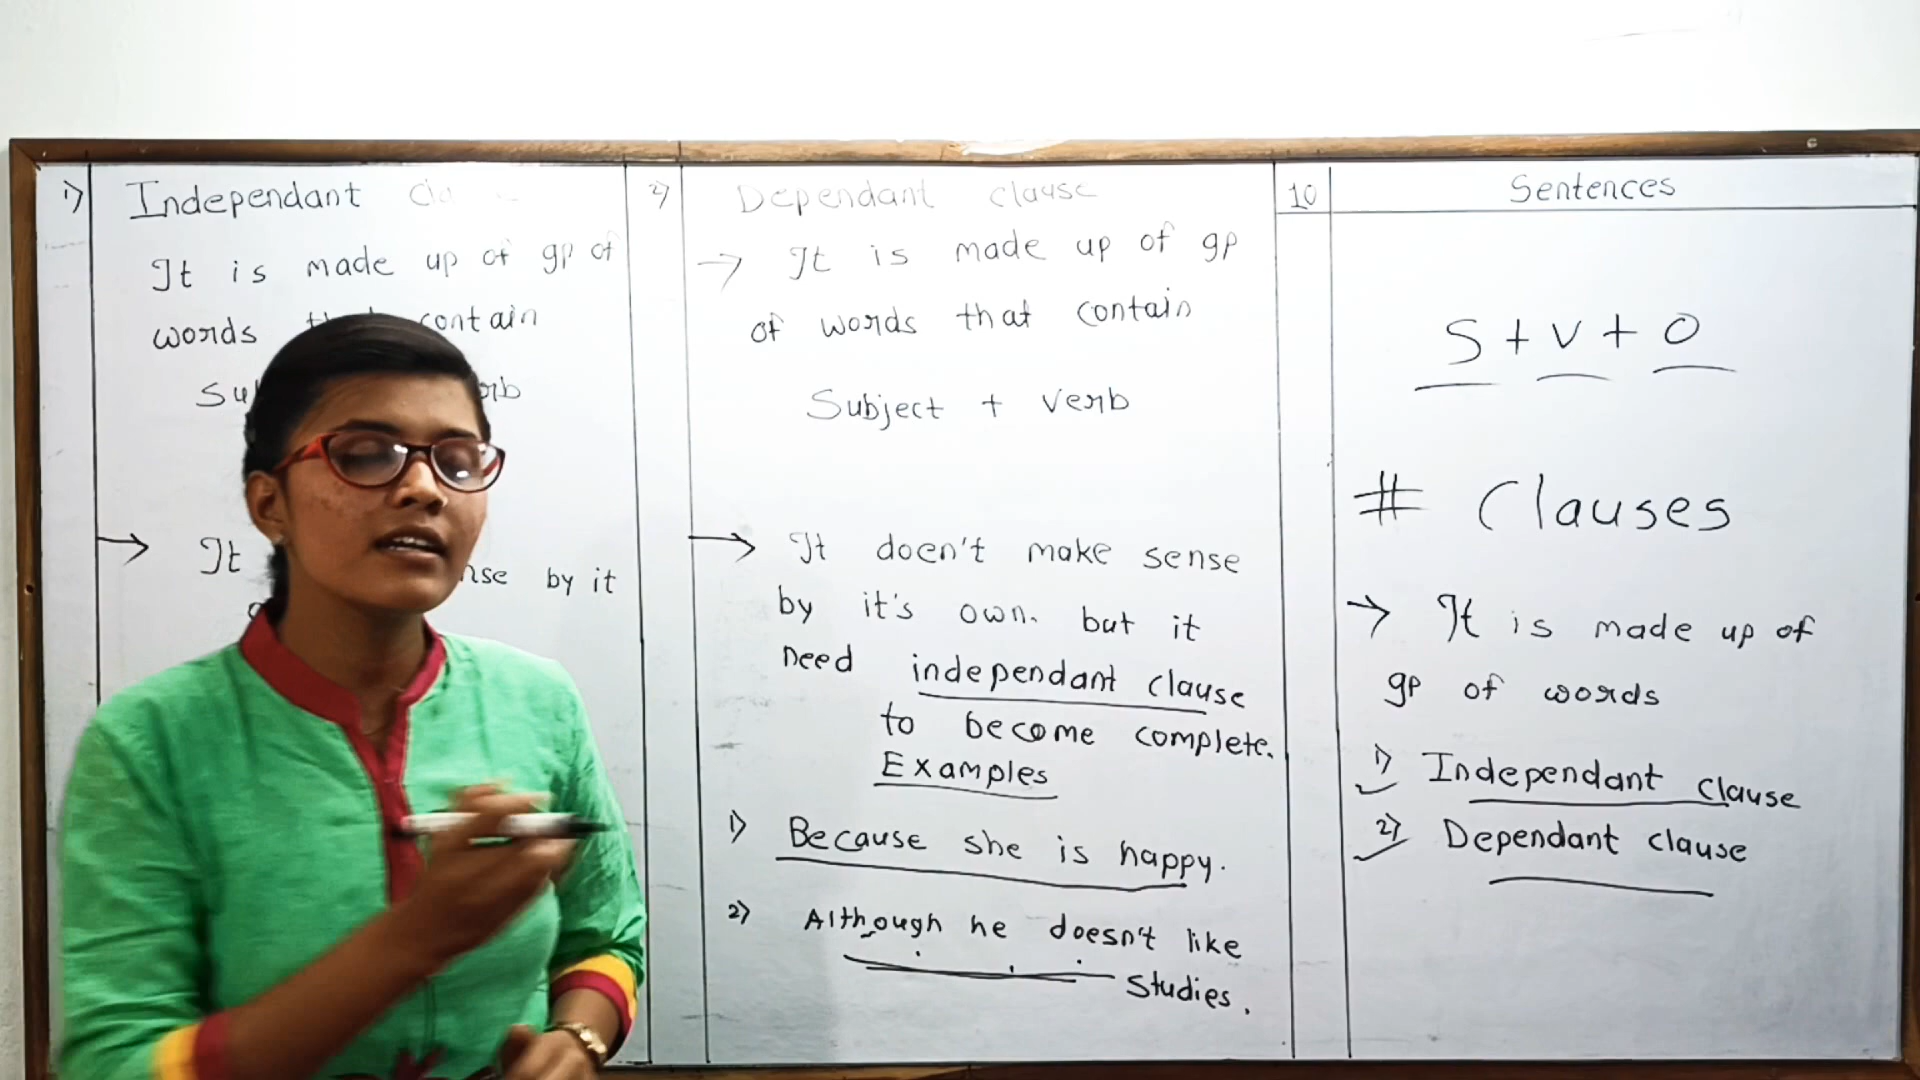 1) Independant
It is made up of gp of
words contain
It by it
2) Dependant clause
→ It is made up of gp
of words that contain
Subject + verb
→ It doen't make sense
by it's own. but it
need independant clause
to become complete.
Examples
1) Because she is happy.
2) Although he doesn't like
studies.
10 Sentences
S + V + O
# Clauses
→ It is made up of
gp of words
1) Independant clause
2) Dependant clause